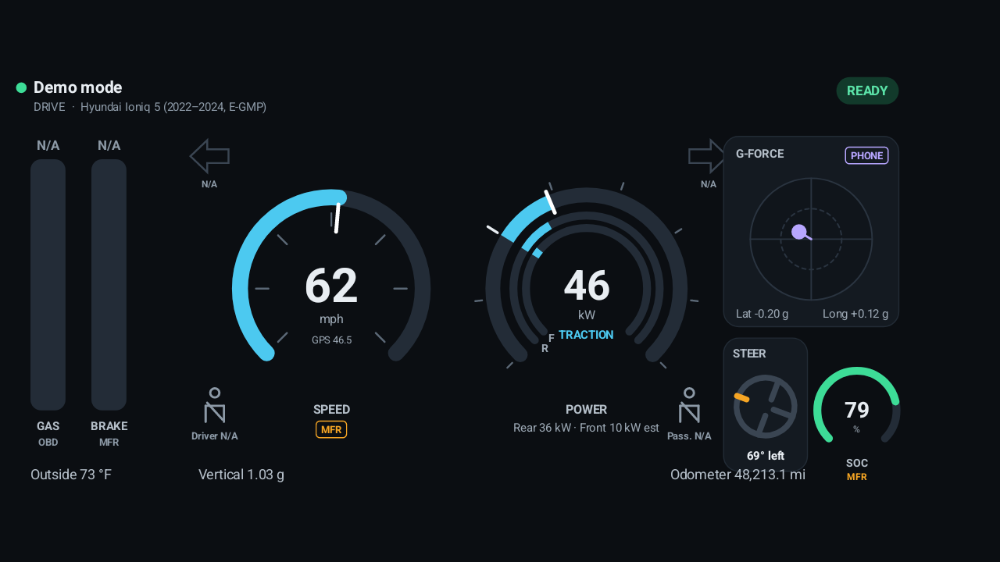 Demo mode
DRIVE · Hyundai Ioniq 5 (2022–2024, E-GMP)
READY
N/A
N/A
GAS
OBD
BRAKE
MFR
N/A
62
mph
GPS 46.5
Driver N/A
SPEED
MFR
46
kW
TRACTION
F
R
POWER
Rear 36 kW · Front 10 kW est
N/A
Pass. N/A
G-FORCE
PHONE
Lat -0.20 g
Long +0.12 g
STEER
69° left
79
%
SOC
MFR
Outside 73 °F
Vertical 1.03 g
Odometer 48,213.1 mi